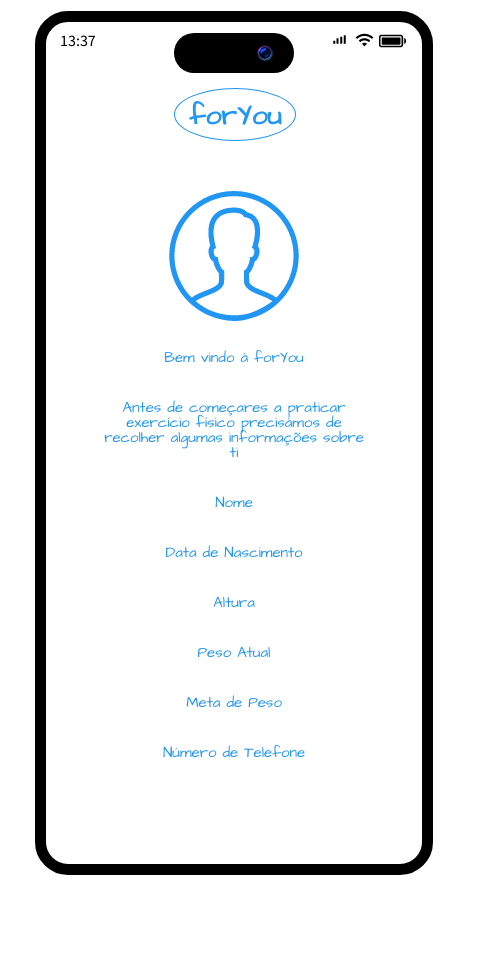 13:37
forYou
Bem vindo à forYou
Antes de começares a praticar
exercício físico precisamos de
recolher algumas informações sobre
ti
Nome
Data de Nascimento
Altura
Peso Atual
Meta de Peso
Número de Telefone